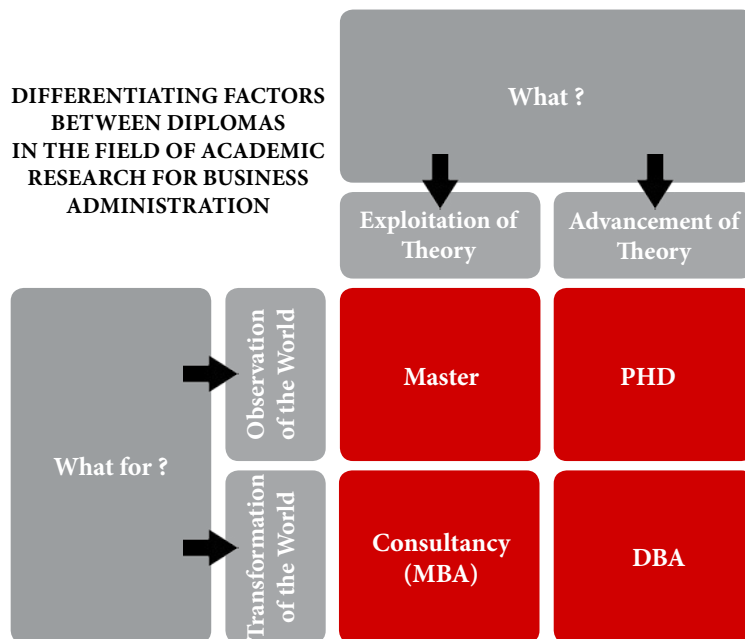 DIFFERENTIATING FACTORS
BETWEEN DIPLOMAS
IN THE FIELD OF ACADEMIC
RESEARCH FOR BUSINESS
ADMINISTRATION
What ?
Exploitation of
Theory
Advancement of
Theory
What for ?
Observation
of the World
Master
PHD
Transformation
of the World
Consultancy
(MBA)
DBA